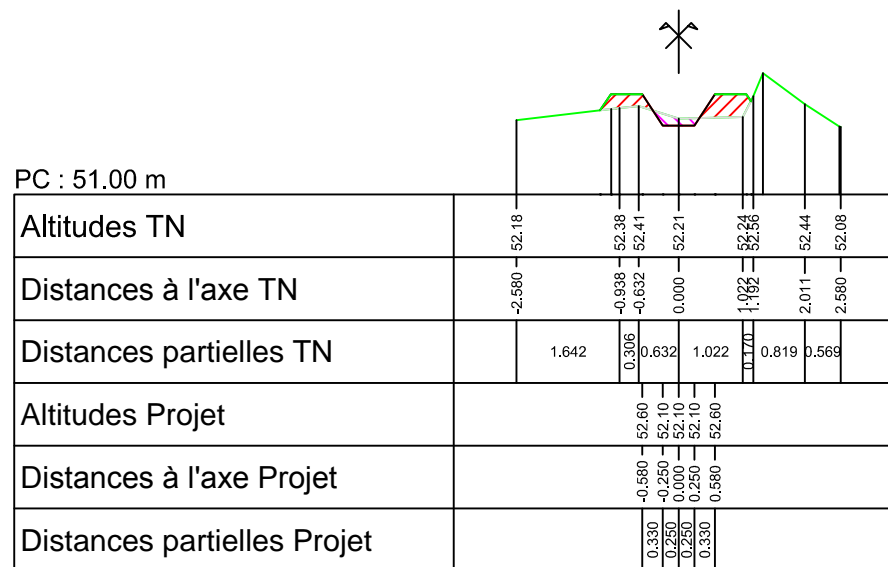 PC : 51.00 m
Altitudes TN
52.18 52.38 52.41 52.21 52.24 52.56 52.44 52.08
Distances à l'axe TN
-2.580 -0.938 -0.632 0.000 1.022 1.192 2.011 2.580
Distances partielles TN
1.642 0.306 0.632 1.022 0.170 0.819 0.569
Altitudes Projet
52.60 52.10 52.10 52.10 52.60
Distances à l'axe Projet
-0.580 -0.250 0.000 0.250 0.580
Distances partielles Projet
0.330 0.250 0.250 0.330